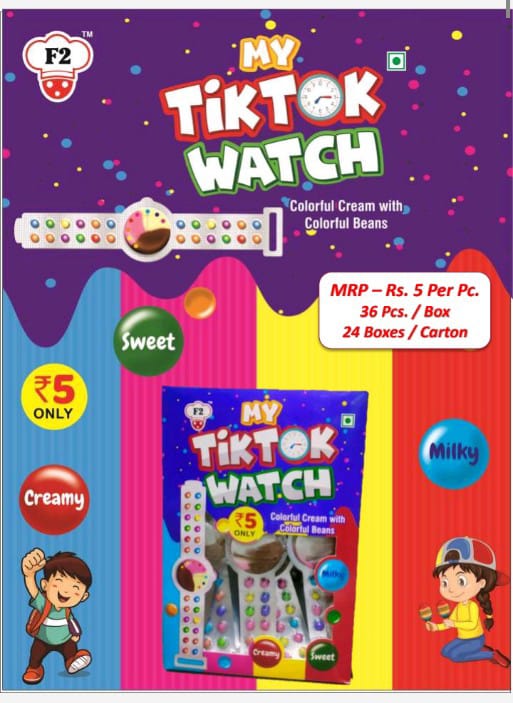 F2
TM
MY
TIKTOK
WATCH
Colorful Cream with
Colorful Beans
MRP – Rs. 5 Per Pc.
36 Pcs. / Box
24 Boxes / Carton
Sweet
₹5
ONLY
Creamy
Milky
F2
MY
TIKTOK
WATCH
₹5
ONLY
Colorful Cream with
Colorful Beans
Milky
Creamy
Sweet